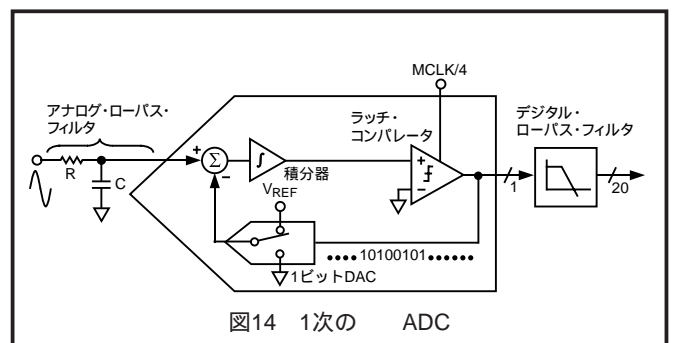 MCLK/4
アナログ・ローパス・
フィルタ
ラッチ・
コンパレータ
デジタル・
ローパス・フィルタ
+
Σ
−
∫
積分器
+
−
R
C
1
20
VREF
••••10100101••••••
1ビットDAC
図14 1次の ADC